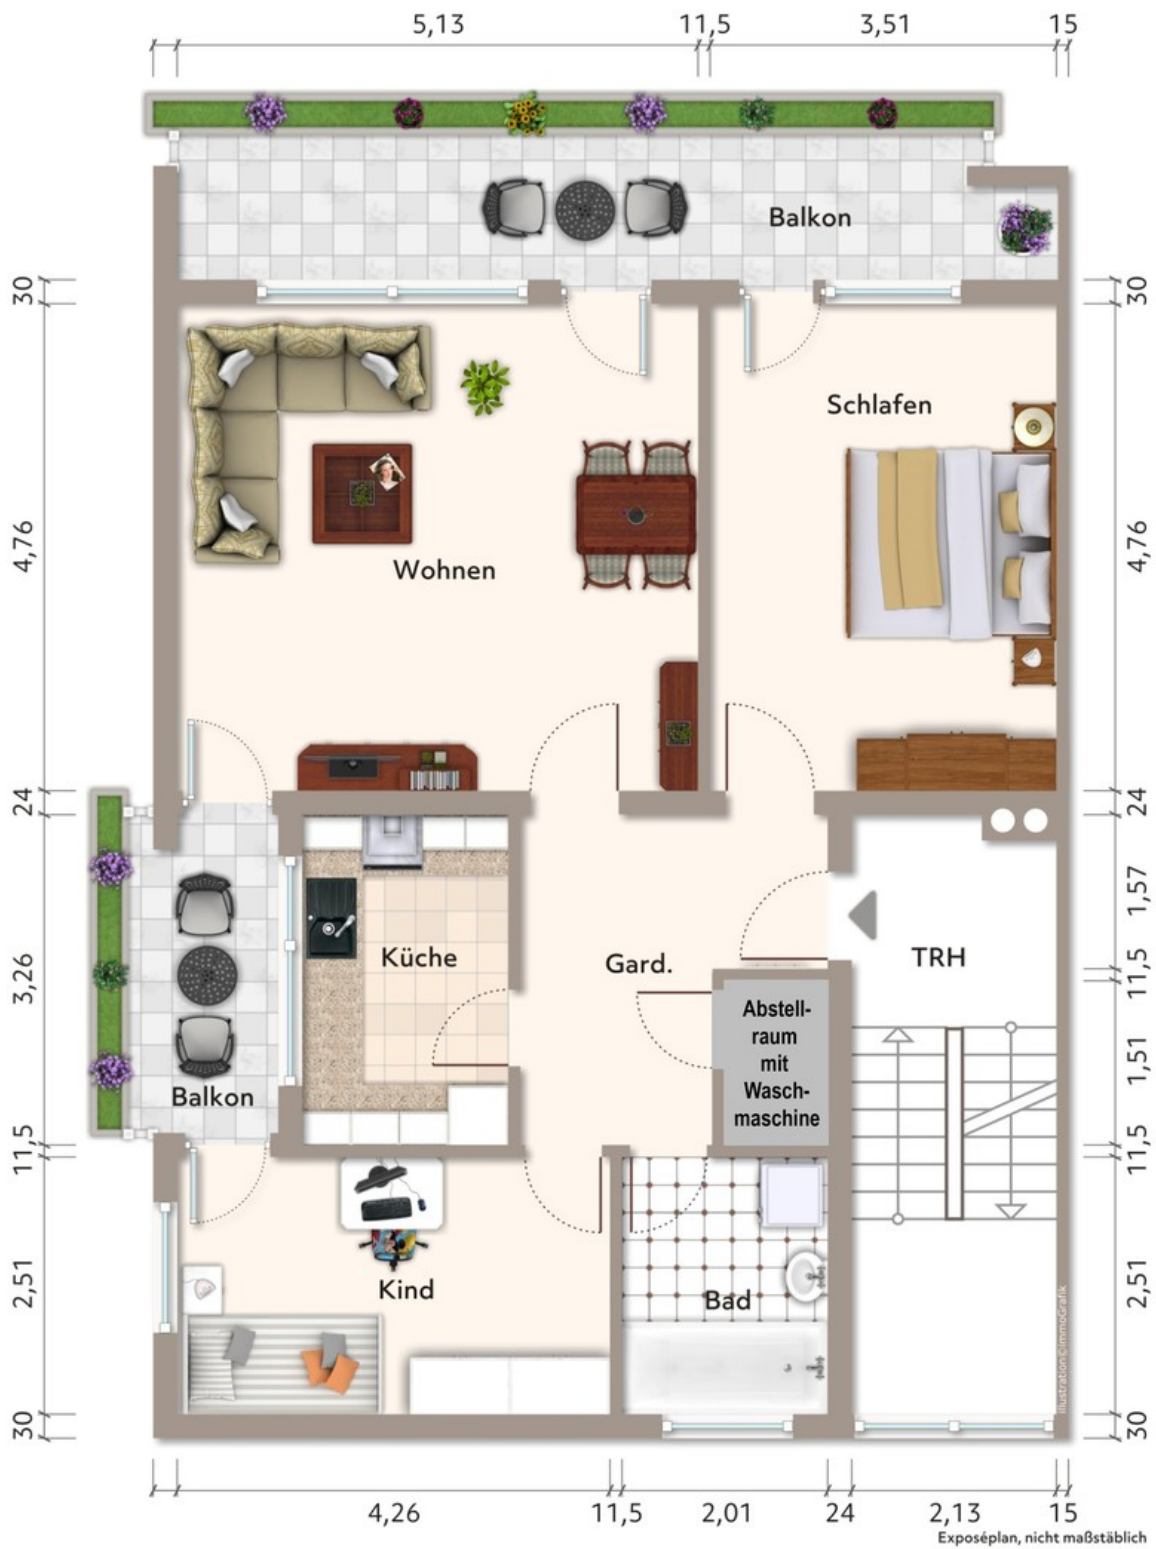 5,13 11,5 3,51 15
Balkon
30
30
Schlafen
4,76
4,76
Wohnen
24
24
1,57
Küche
Gard.
TRH
3,26
11,5
Abstell-
raum
mit
Wasch-
maschine
1,51
Balkon
11,5
11,5
Kind
Bad
2,51
2,51
illustration©immoGrafik
30
30
4,26 11,5 2,01 24 2,13 15
Exposéplan, nicht maßstäblich